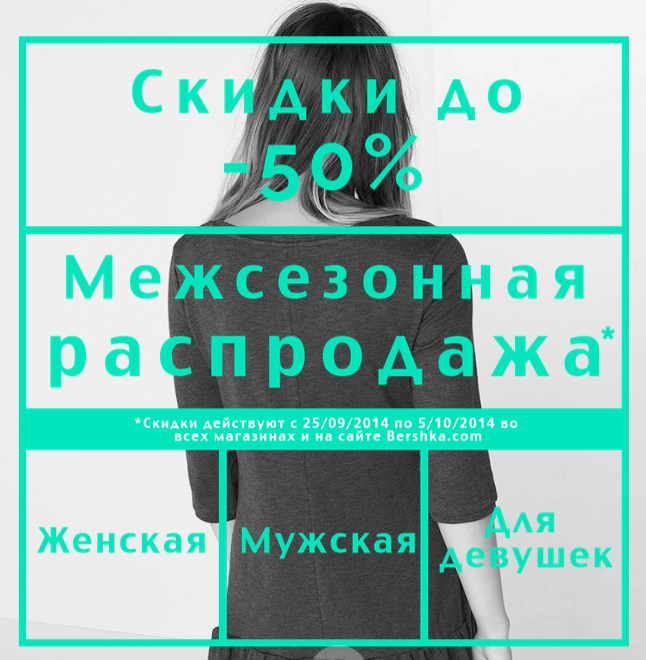 Скидки до
-50%
Межсезонная
распродажа*
*Скидки действуют с 25/09/2014 по 5/10/2014 во
всех магазинах и на сайте Bershka.com
Женская
Мужская
Для
девушек